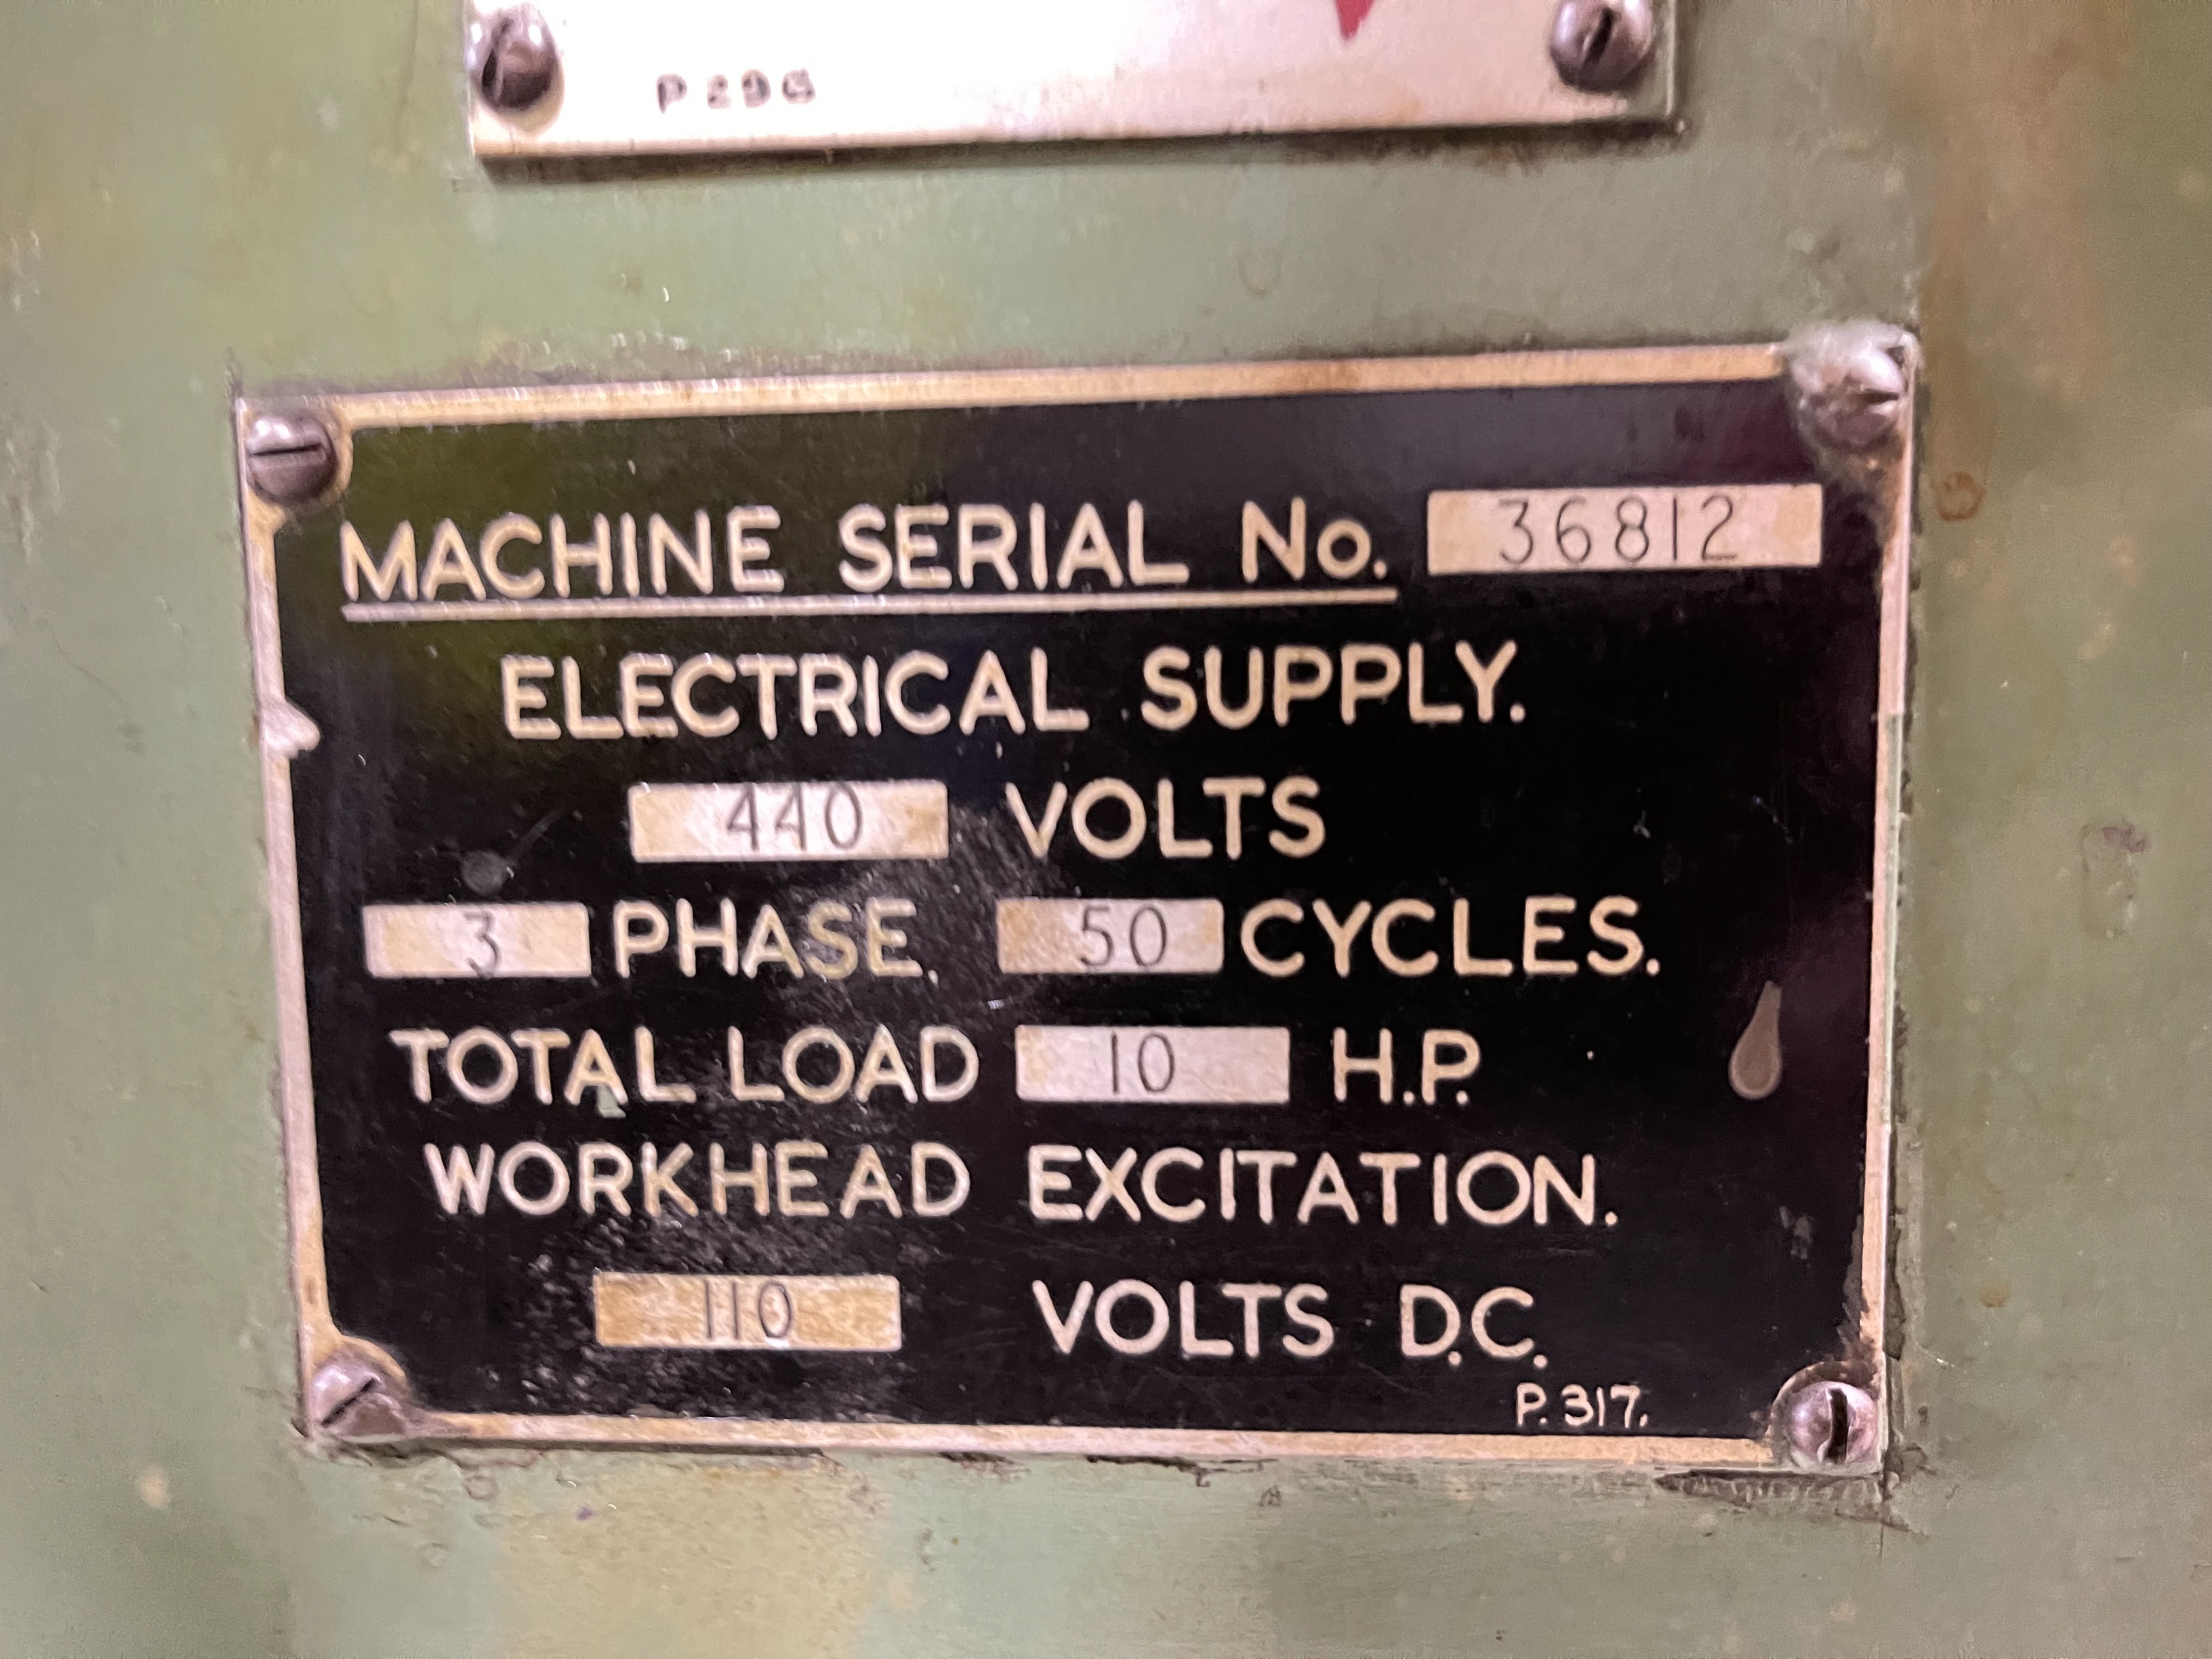 P 296
MACHINE SERIAL No. 36812
ELECTRICAL SUPPLY.
440 VOLTS
3 PHASE. 50 CYCLES.
TOTAL LOAD 10 H.P.
WORKHEAD EXCITATION.
110 VOLTS D.C.
P. 317.